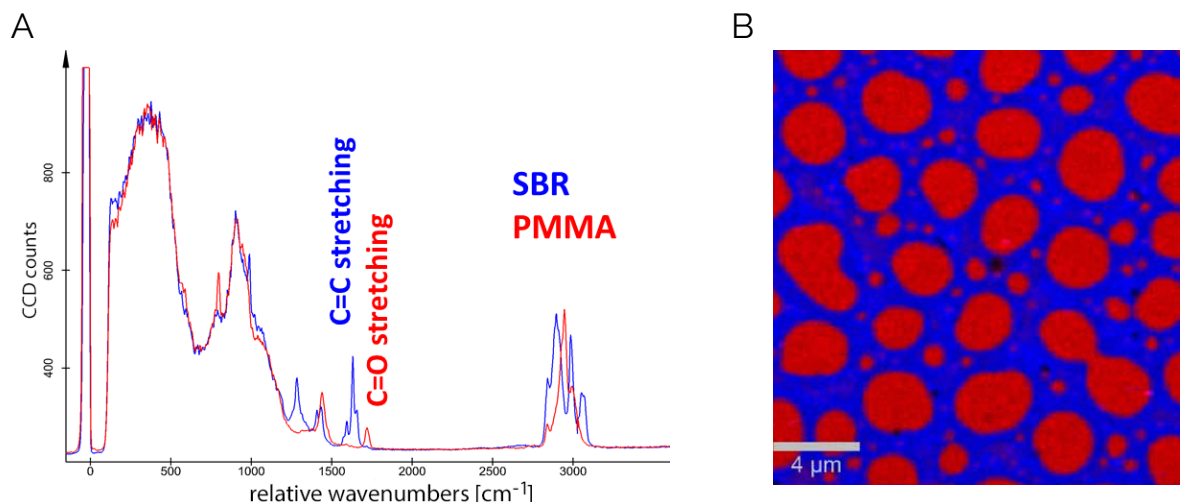 A
B
CCD counts
800
600
400
C=C stretching
C=O stretching
SBR
PMMA
0
500
1000
1500
2000
2500
3000
relative wavenumbers [cm⁻¹]
4 µm